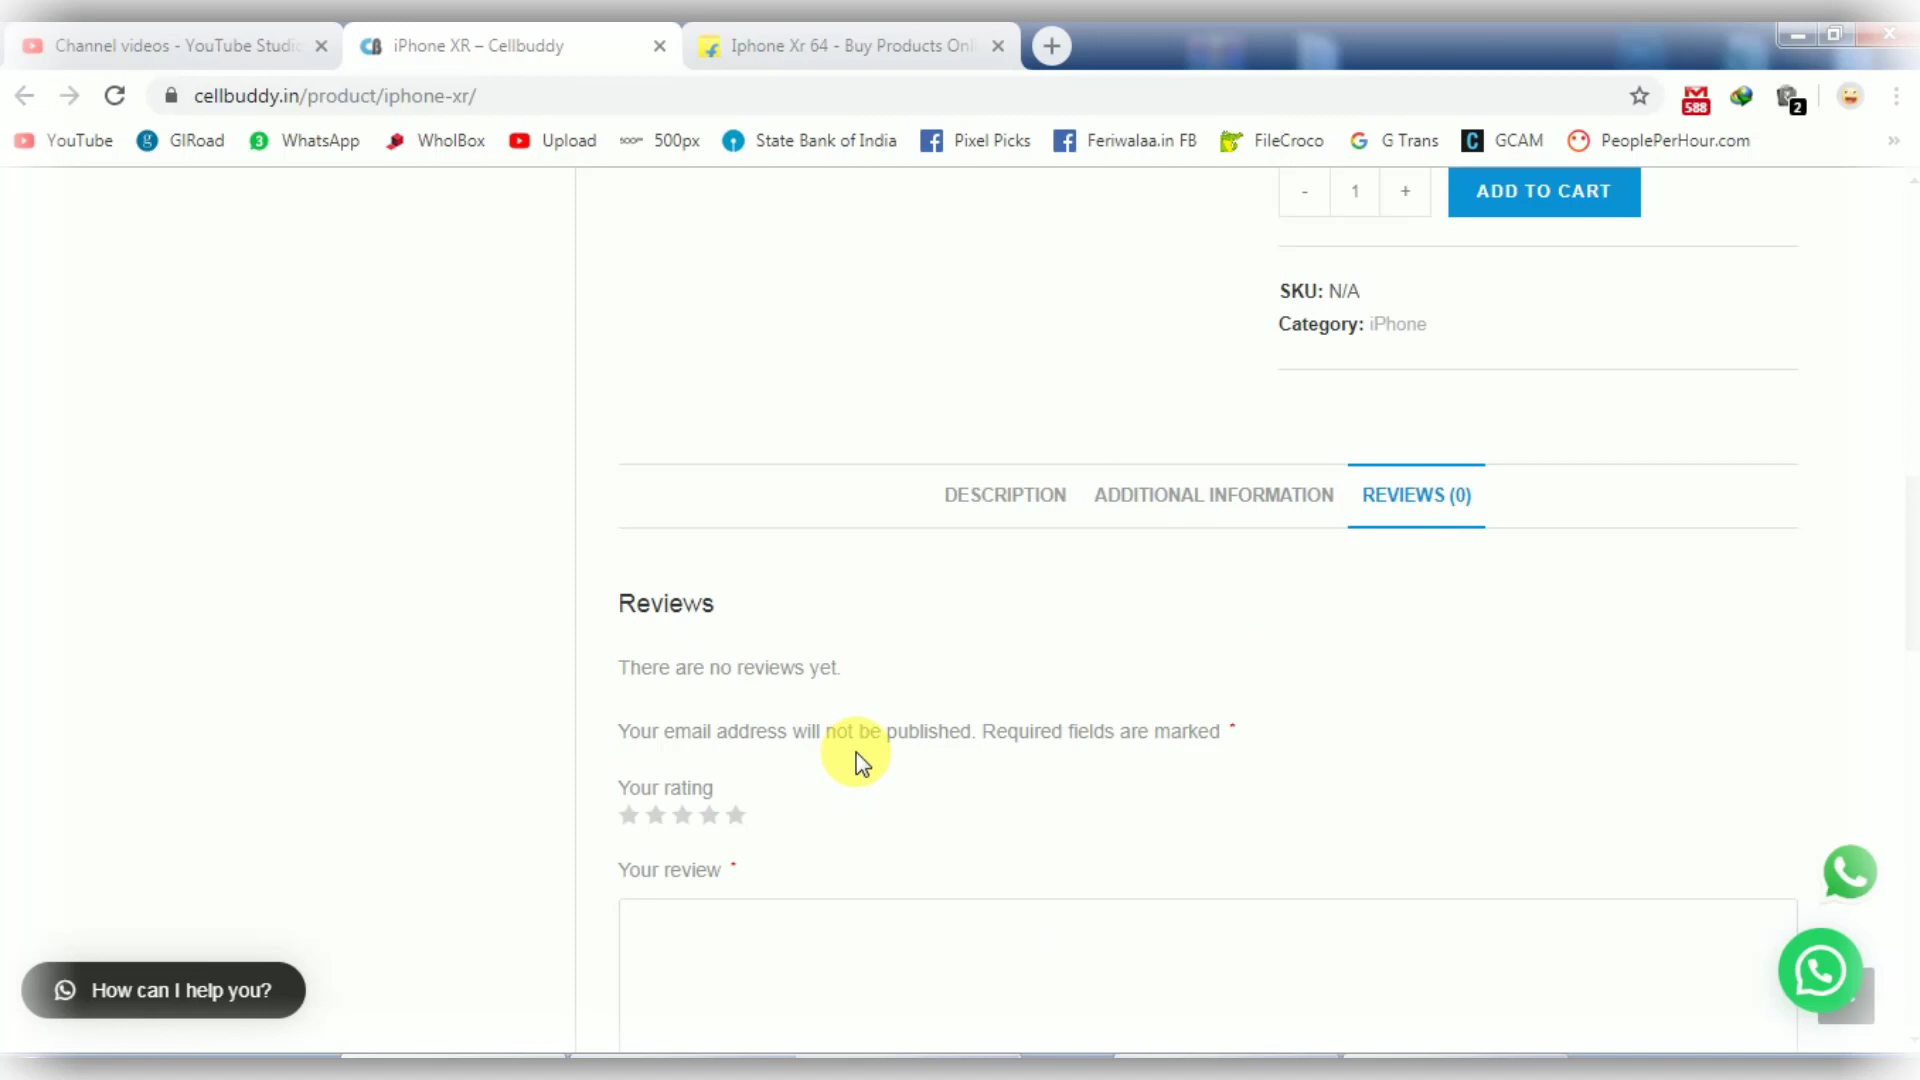 Channel videos - YouTube Studio
iPhone XR – Cellbuddy
Iphone Xr 64 - Buy Products Onl
cellbuddy.in/product/iphone-xr/
588
2
YouTube
g GIRoad
3 WhatsApp
WholBox
Upload
500px 500px
State Bank of India
Pixel Picks
Feriwalaa.in FB
FileCroco
G Trans
C GCAM
PeoplePerHour.com
- 1 + ADD TO CART
SKU: N/A
Category: iPhone
DESCRIPTION ADDITIONAL INFORMATION REVIEWS (0)
Reviews
There are no reviews yet.
Your email address will not be published. Required fields are marked *
Your rating
Your review *
How can I help you?